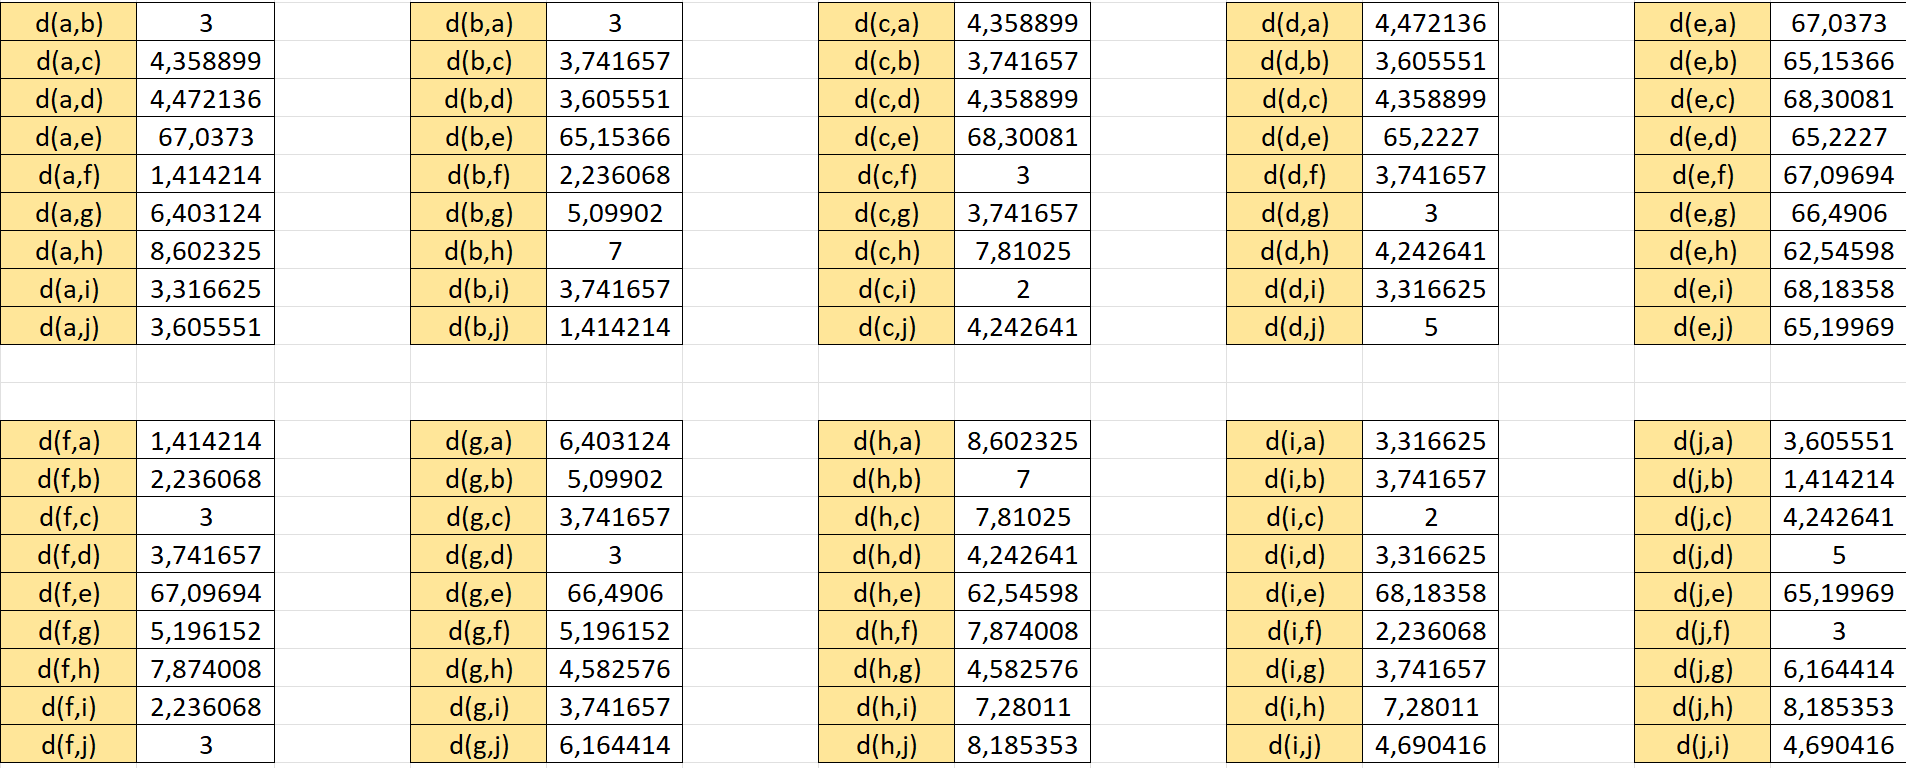 d(a,b) 3 d(b,a) 3 d(c,a) 4,358899 d(d,a) 4,472136 d(e,a) 67,0373
d(a,c) 4,358899 d(b,c) 3,741657 d(c,b) 3,741657 d(d,b) 3,605551 d(e,b) 65,15366
d(a,d) 4,472136 d(b,d) 3,605551 d(c,d) 4,358899 d(d,c) 4,358899 d(e,c) 68,30081
d(a,e) 67,0373 d(b,e) 65,15366 d(c,e) 68,30081 d(d,e) 65,2227 d(e,d) 65,2227
d(a,f) 1,414214 d(b,f) 2,236068 d(c,f) 3 d(d,f) 3,741657 d(e,f) 67,09694
d(a,g) 6,403124 d(b,g) 5,09902 d(c,g) 3,741657 d(d,g) 3 d(e,g) 66,4906
d(a,h) 8,602325 d(b,h) 7 d(c,h) 7,81025 d(d,h) 4,242641 d(e,h) 62,54598
d(a,i) 3,316625 d(b,i) 3,741657 d(c,i) 2 d(d,i) 3,316625 d(e,i) 68,18358
d(a,j) 3,605551 d(b,j) 1,414214 d(c,j) 4,242641 d(d,j) 5 d(e,j) 65,19969
d(f,a) 1,414214 d(g,a) 6,403124 d(h,a) 8,602325 d(i,a) 3,316625 d(j,a) 3,605551
d(f,b) 2,236068 d(g,b) 5,09902 d(h,b) 7 d(i,b) 3,741657 d(j,b) 1,414214
d(f,c) 3 d(g,c) 3,741657 d(h,c) 7,81025 d(i,c) 2 d(j,c) 4,242641
d(f,d) 3,741657 d(g,d) 3 d(h,d) 4,242641 d(i,d) 3,316625 d(j,d) 5
d(f,e) 67,09694 d(g,e) 66,4906 d(h,e) 62,54598 d(i,e) 68,18358 d(j,e) 65,19969
d(f,g) 5,196152 d(g,f) 5,196152 d(h,f) 7,874008 d(i,f) 2,236068 d(j,f) 3
d(f,h) 7,874008 d(g,h) 4,582576 d(h,g) 4,582576 d(i,g) 3,741657 d(j,g) 6,164414
d(f,i) 2,236068 d(g,i) 3,741657 d(h,i) 7,28011 d(i,h) 7,28011 d(j,h) 8,185353
d(f,j) 3 d(g,j) 6,164414 d(h,j) 8,185353 d(i,j) 4,690416 d(j,i) 4,690416